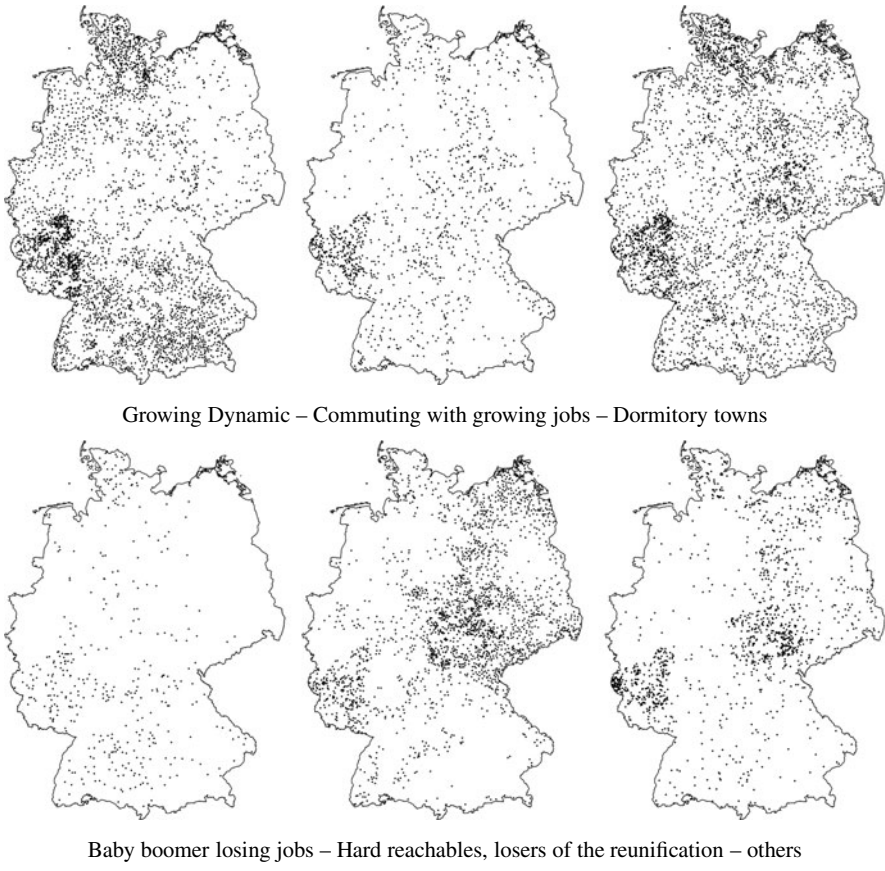 Growing Dynamic – Commuting with growing jobs – Dormitory towns
Baby boomer losing jobs – Hard reachables, losers of the reunification – others